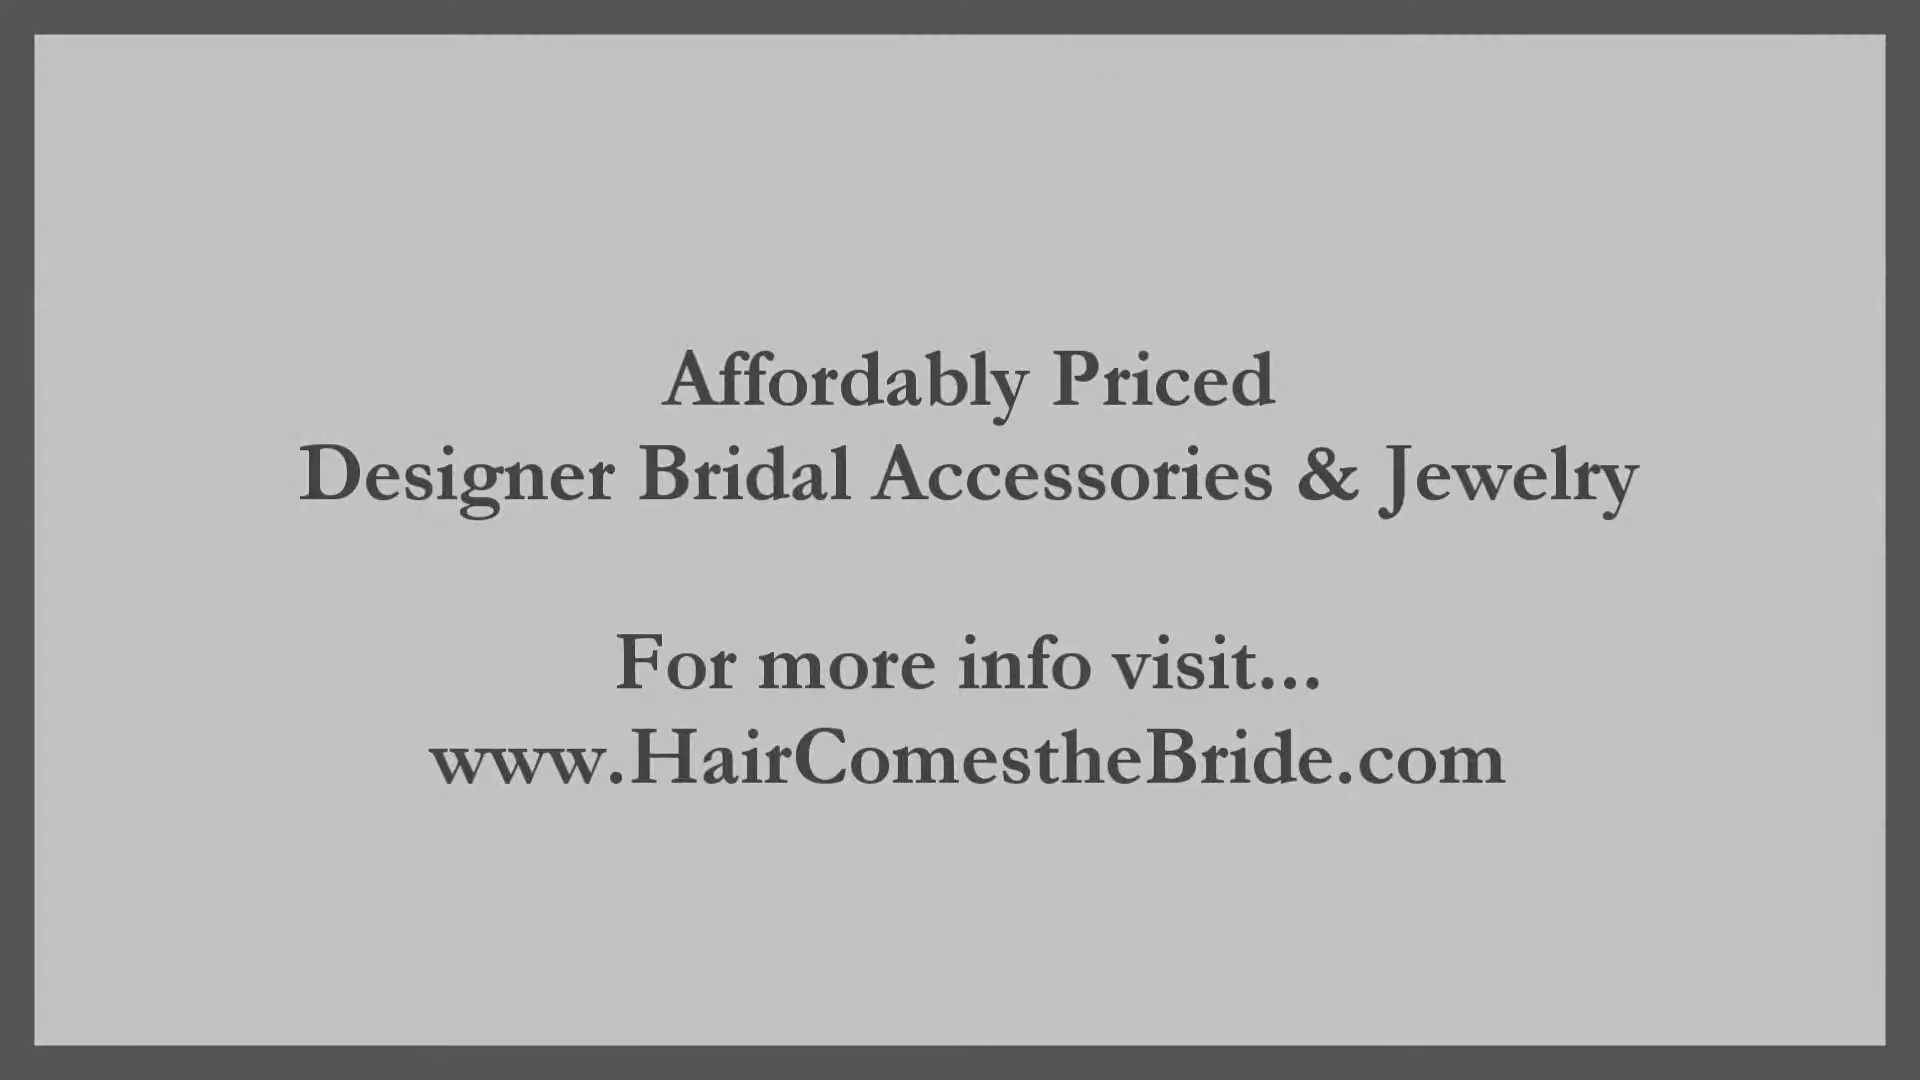 Affordably Priced
Designer Bridal Accessories & Jewelry
For more info visit...
www.HairComestheBride.com